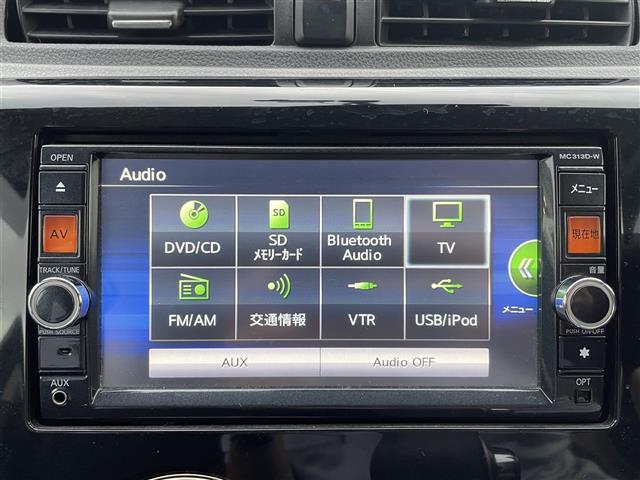 OPEN
MC313D-W
Audio
メニュー
AV
現在地
DVD/CD
SD
メモリーカード
Bluetooth
Audio
TV
SD
TRACK/TUNE
音量
FM/AM
交通情報
VTR
USB/iPod
メニュー
PUSH SOURCE
PUSH ON-OFF
AUX
Audio OFF
AUX
OPT